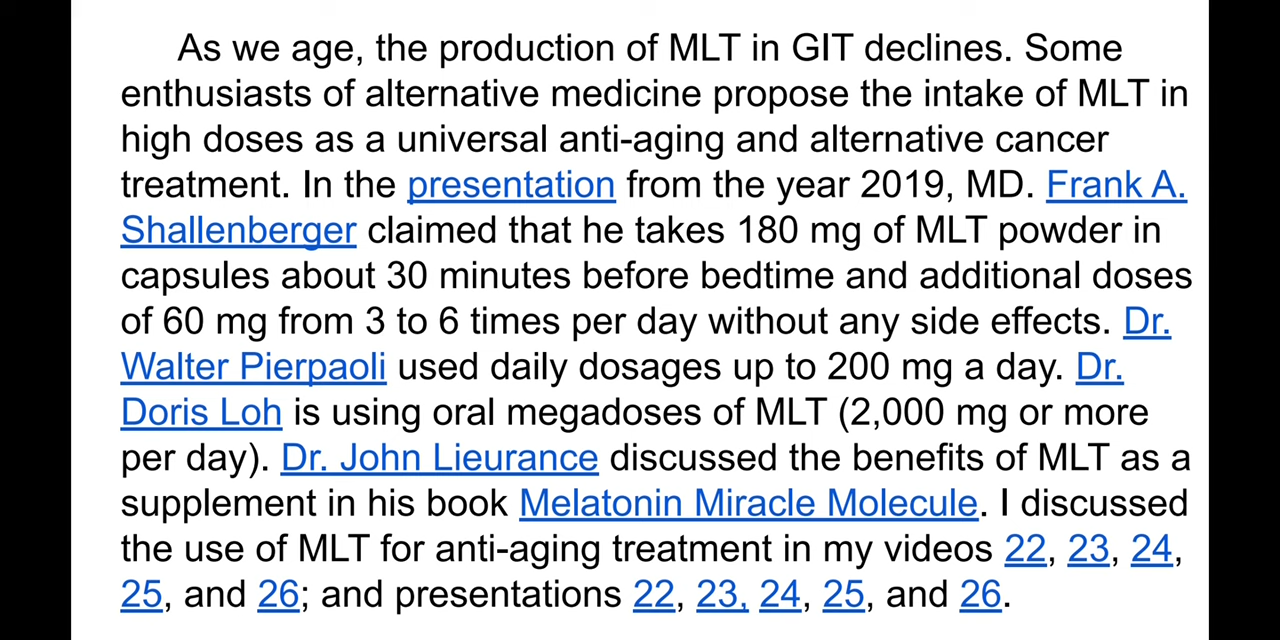 As we age, the production of MLT in GIT declines. Some
enthusiasts of alternative medicine propose the intake of MLT in
high doses as a universal anti-aging and alternative cancer
treatment. In the presentation from the year 2019, MD. Frank A.
Shallenberger claimed that he takes 180 mg of MLT powder in
capsules about 30 minutes before bedtime and additional doses
of 60 mg from 3 to 6 times per day without any side effects. Dr.
Walter Pierpaoli used daily dosages up to 200 mg a day. Dr.
Doris Loh is using oral megadoses of MLT (2,000 mg or more
per day). Dr. John Lieurance discussed the benefits of MLT as a
supplement in his book Melatonin Miracle Molecule. I discussed
the use of MLT for anti-aging treatment in my videos 22, 23, 24,
25, and 26; and presentations 22, 23, 24, 25, and 26.